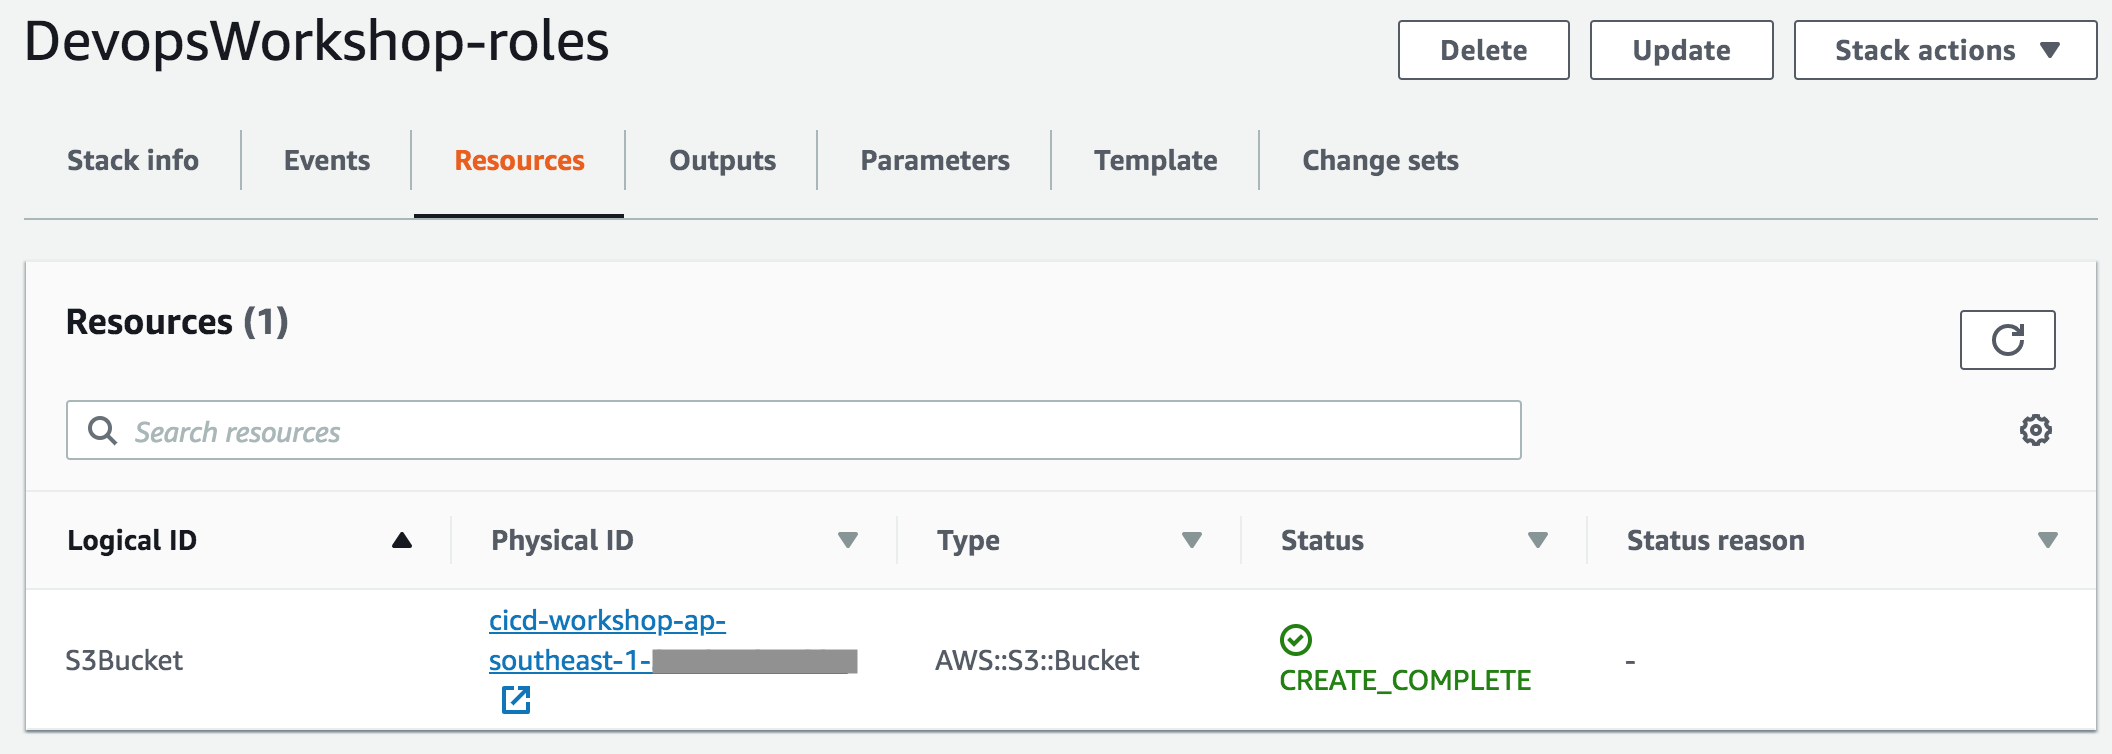 DevopsWorkshop-roles
Delete
Update
Stack actions
Stack info
Events
Resources
Outputs
Parameters
Template
Change sets
Resources (1)
Search resources
Logical ID
Physical ID
Type
Status
Status reason
S3Bucket
cicd-workshop-ap-
southeast-1-
AWS::S3::Bucket
CREATE_COMPLETE
-